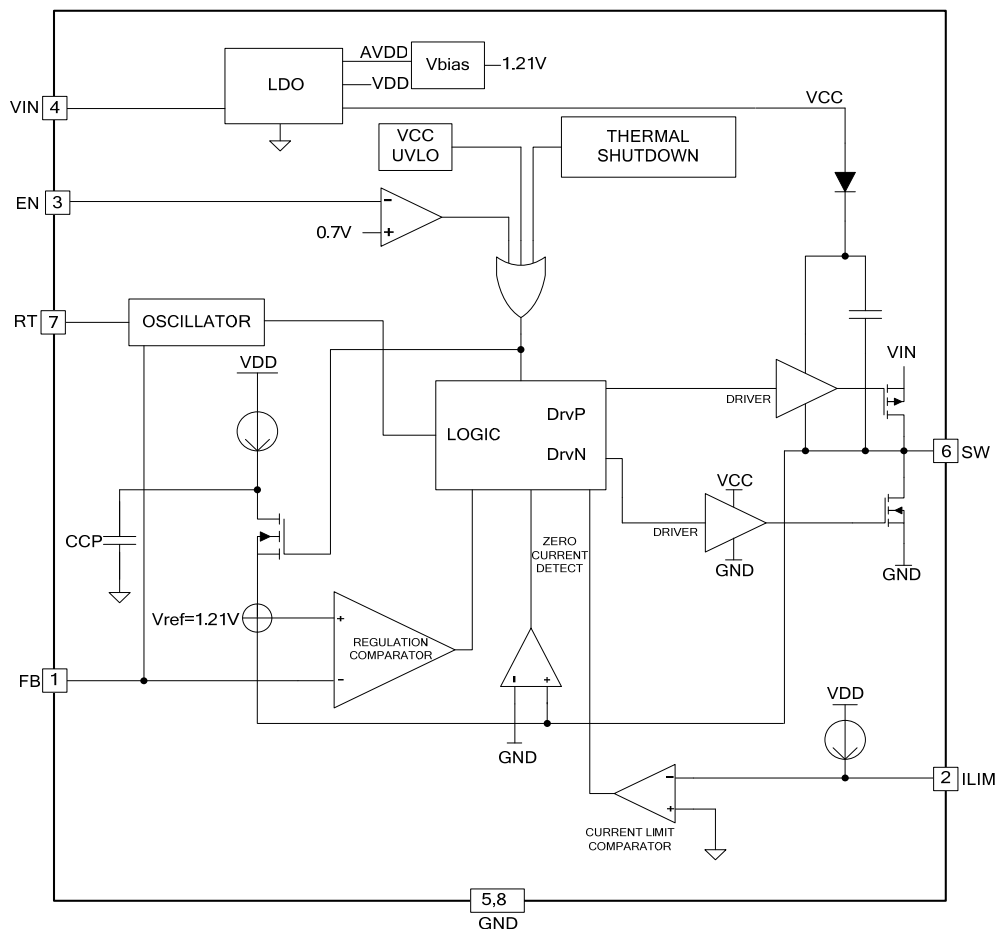 AVDD
Vbias
1.21V
LDO
VDD
VIN
4
VCC
VCC
UVLO
THERMAL
SHUTDOWN
EN
3
-
0.7V
+
RT
7
OSCILLATOR
VDD
VIN
DRIVER
DrvP
LOGIC
DrvN
6
SW
VCC
CCP
ZERO
CURRENT
DETECT
DRIVER
GND
GND
Vref=1.21V
+
REGULATION
COMPARATOR
FB
1
-
-
+
VDD
GND
2
ILIM
-
+
CURRENT LIMIT
COMPARATOR
5,8
GND